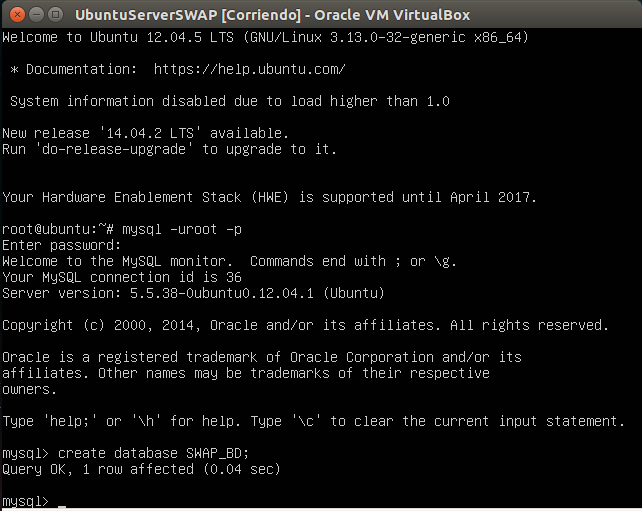 UbuntuServerSWAP [Corriendo] - Oracle VM VirtualBox
Welcome to Ubuntu 12.04.5 LTS (GNU/Linux 3.13.0-32-generic x86_64)
* Documentation:  https://help.ubuntu.com/
System information disabled due to load higher than 1.0
New release '14.04.2 LTS' available.
Run 'do-release-upgrade' to upgrade to it.
Your Hardware Enablement Stack (HWE) is supported until April 2017.
root@ubuntu:~# mysql -uroot -p
Enter password:
Welcome to the MySQL monitor.  Commands end with ; or \g.
Your MySQL connection id is 36
Server version: 5.5.38-0ubuntu0.12.04.1 (Ubuntu)
Copyright (c) 2000, 2014, Oracle and/or its affiliates. All rights reserved.
Oracle is a registered trademark of Oracle Corporation and/or its
affiliates. Other names may be trademarks of their respective
owners.
Type 'help;' or '\h' for help. Type '\c' to clear the current input statement.
mysql> create database SWAP_BD;
Query OK, 1 row affected (0.04 sec)
mysql> _